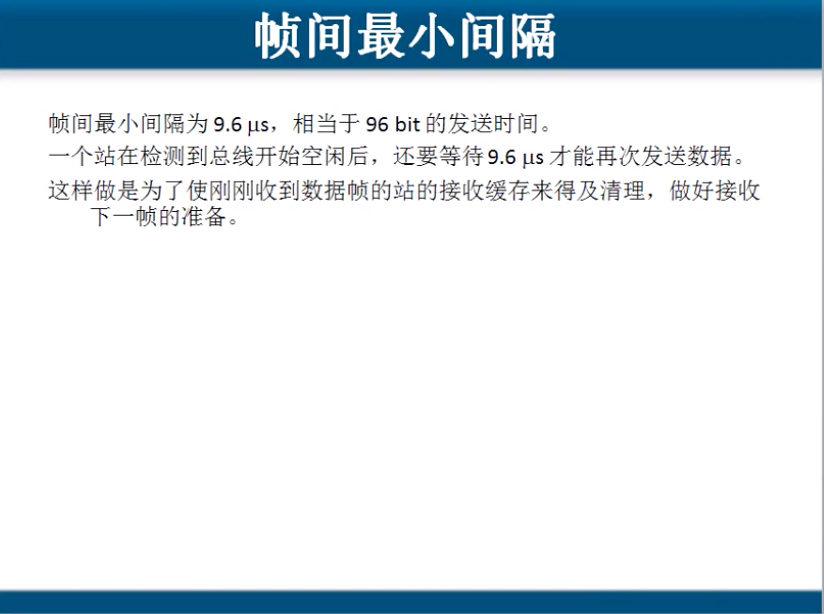 帧间最小间隔
帧间最小间隔为 9.6 μs，相当于 96 bit 的发送时间。
一个站在检测到总线开始空闲后，还要等待 9.6 μs 才能再次发送数据。
这样做是为了使刚刚收到数据帧的站的接收缓存来得及清理，做好接收
下一帧的准备。